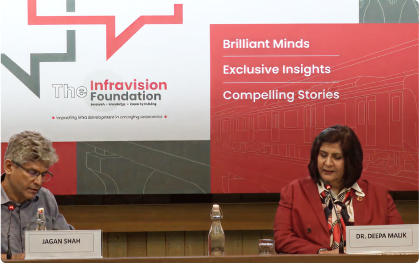 The Infravision
Foundation
Brilliant Minds
Exclusive Insights
Compelling Stories
JAGAN SHAH
DR. DEEPA MALIK